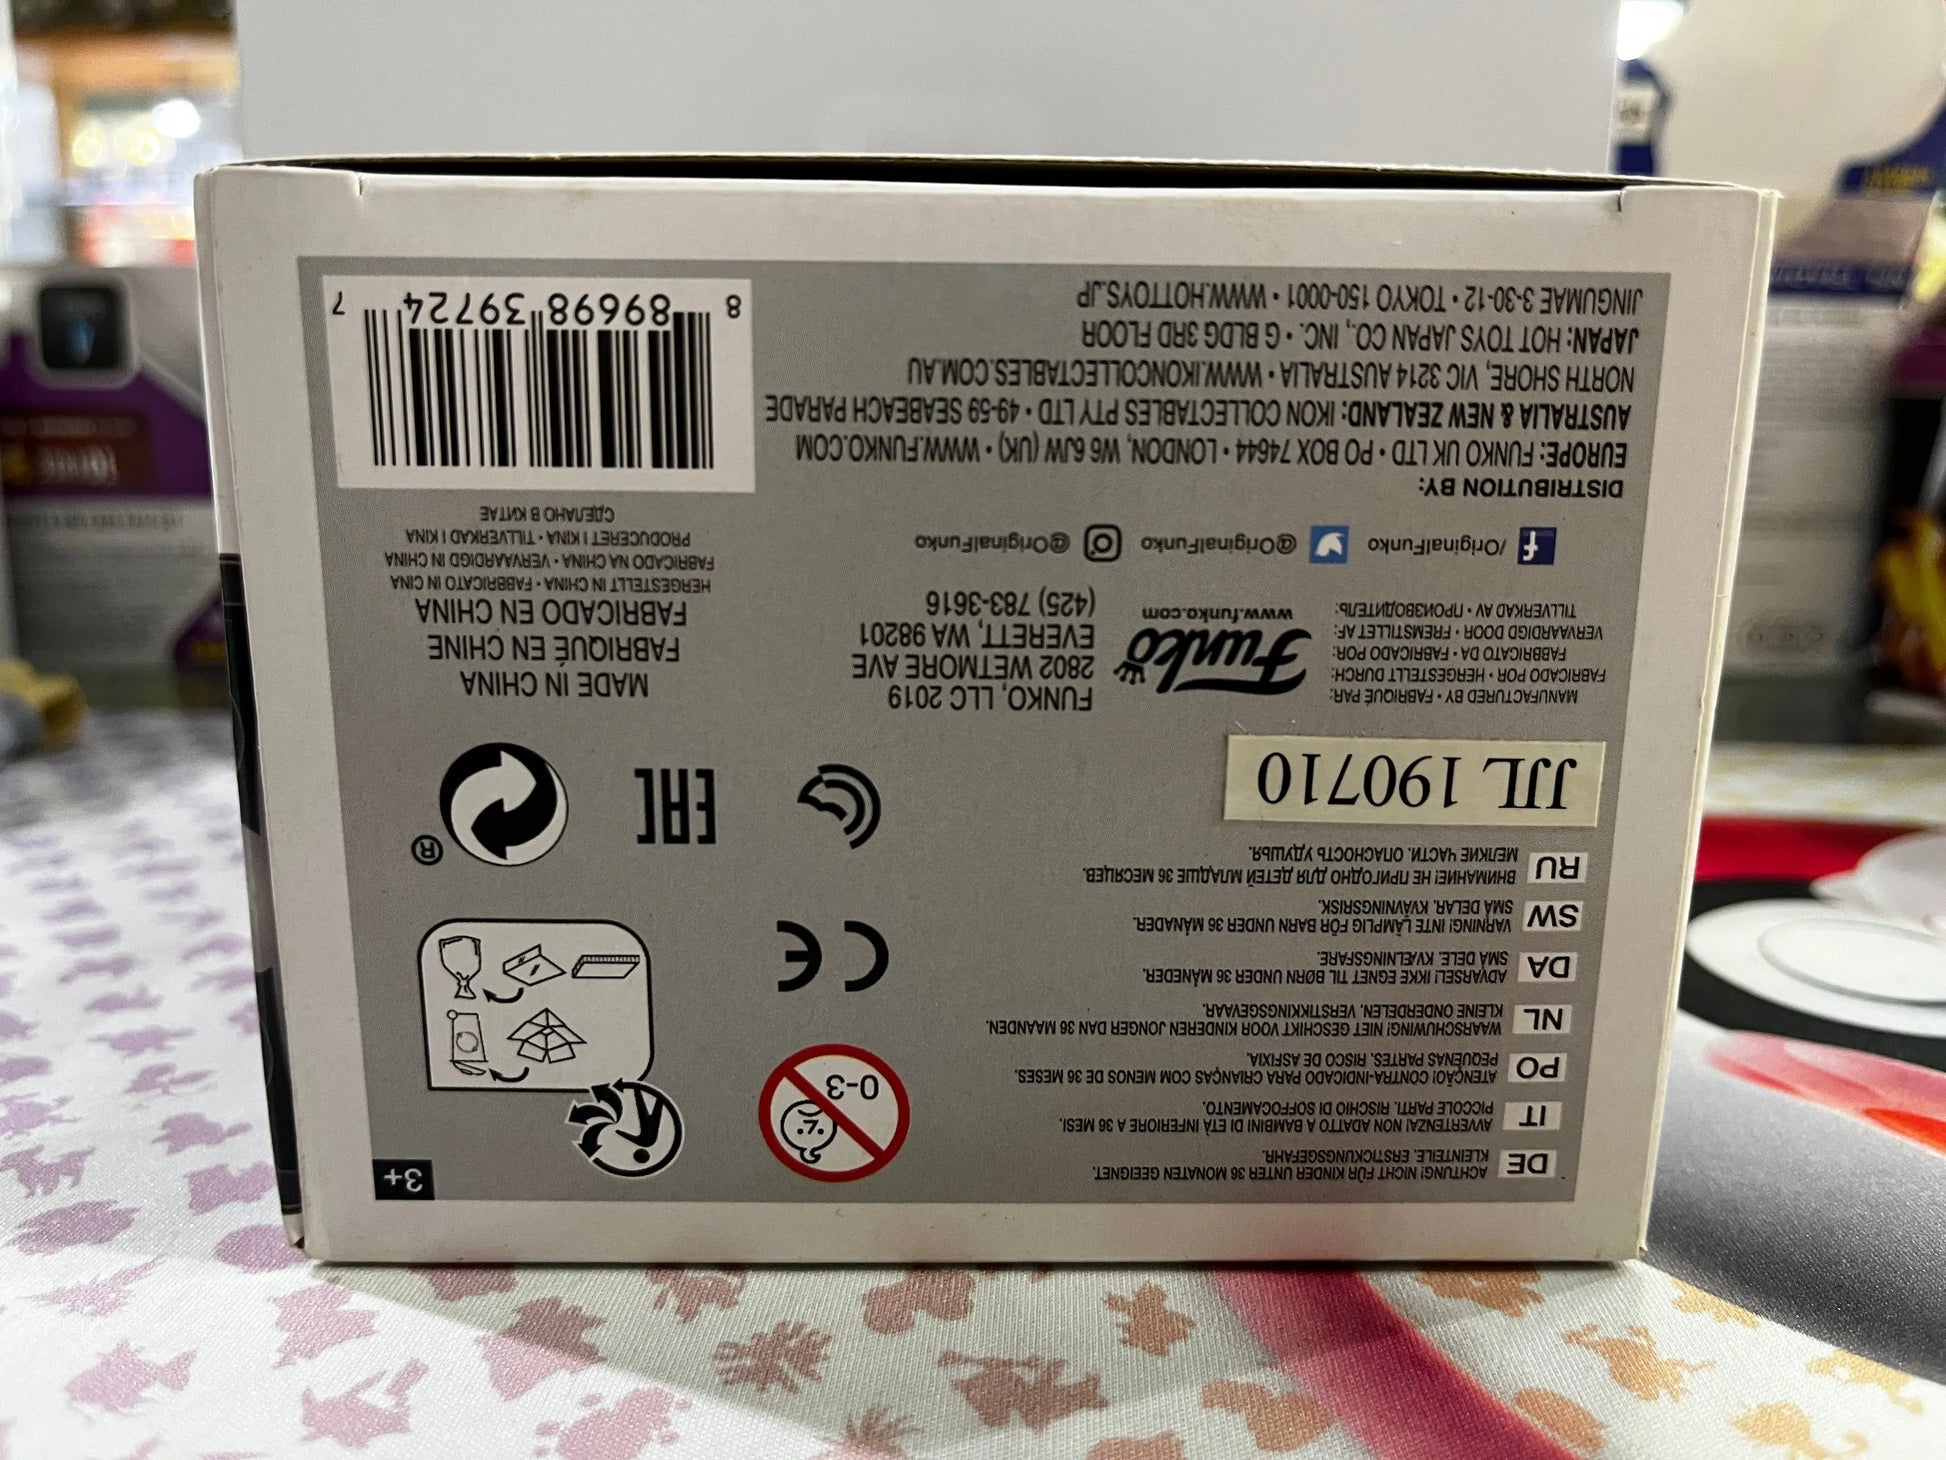 3+
DE
ACHTUNG! NICHT FÜR KINDER UNTER 36 MONATEN GEEIGNET.
KLEINTEILE. ERSTICKUNGSGEFAHR.
IT
AVVERTENZA! NON ADATTO A BAMBINI DI ETÀ INFERIORE A 36 MESI.
PICCOLE PARTI. RISCHIO DI SOFFOCAMENTO.
PO
ATENÇÃO! CONTRA-INDICADO PARA CRIANÇAS COM MENOS DE 36 MESES.
PEQUENAS PARTES. RISCO DE ASFIXIA.
NL
WAARSCHUWING! NIET GESCHIKT VOOR KINDEREN JONGER DAN 36 MAANDEN.
KLEINE ONDERDELEN. VERSTIKKINGSGEVAAR.
DA
ADVARSEL! IKKE EGNET TIL BØRN UNDER 36 MÅNEDER.
SMÅ DELE. KVÆLNINGSFARE.
SW
VARNING! INTE LÄMPLIG FÖR BARN UNDER 36 MÅNADER.
SMÅ DELAR. KVÄVNINGSRISK.
RU
ВНИМАНИЕ! НЕ ПРИГОДНО ДЛЯ ДЕТЕЙ МЛАДШЕ 36 МЕСЯЦЕВ.
МЕЛКИЕ ЧАСТИ. ОПАСНОСТЬ УДУШЬЯ.
0-3
CE
EAC
®
JJL 190710
MANUFACTURED BY • FABRIQUÉ PAR:
FABRICADO POR • HERGESTELLT DURCH:
FABBRICATO DA • FABRICADO POR:
VERVAARDIGD DOOR • FREMSTILLET AF:
TILLVERKAD AV • ПРОИЗВОДИТЕЛЬ:
Funko
www.funko.com
FUNKO, LLC 2019
2802 WETMORE AVE
EVERETT, WA 98201
(425) 783-3616
MADE IN CHINA
FABRIQUÉ EN CHINE
FABRICADO EN CHINA
HERGESTELLT IN CHINA • FABBRICATO IN CINA
FABRICADO NA CHINA • VERVAARDIGD IN CHINA
PRODUCERET I KINA • TILLVERKAD I KINA
СДЕЛАНО В КИТАЕ
/OriginalFunko @OriginalFunko @OriginalFunko
DISTRIBUTION BY:
EUROPE: FUNKO UK LTD • PO BOX 74644 • LONDON, W6 6JW (UK) • WWW.FUNKO.COM
AUSTRALIA & NEW ZEALAND: IKON COLLECTABLES PTY LTD • 49-59 SEABEACH PARADE
NORTH SHORE, VIC 3214 AUSTRALIA • WWW.IKONCOLLECTABLES.COM.AU
JAPAN: HOT TOYS JAPAN CO., INC. • G BLDG 3RD FLOOR
JINGUMAE 3-30-12 • TOKYO 150-0001 • WWW.HOTTOYS.JP
8 89698 39724 7